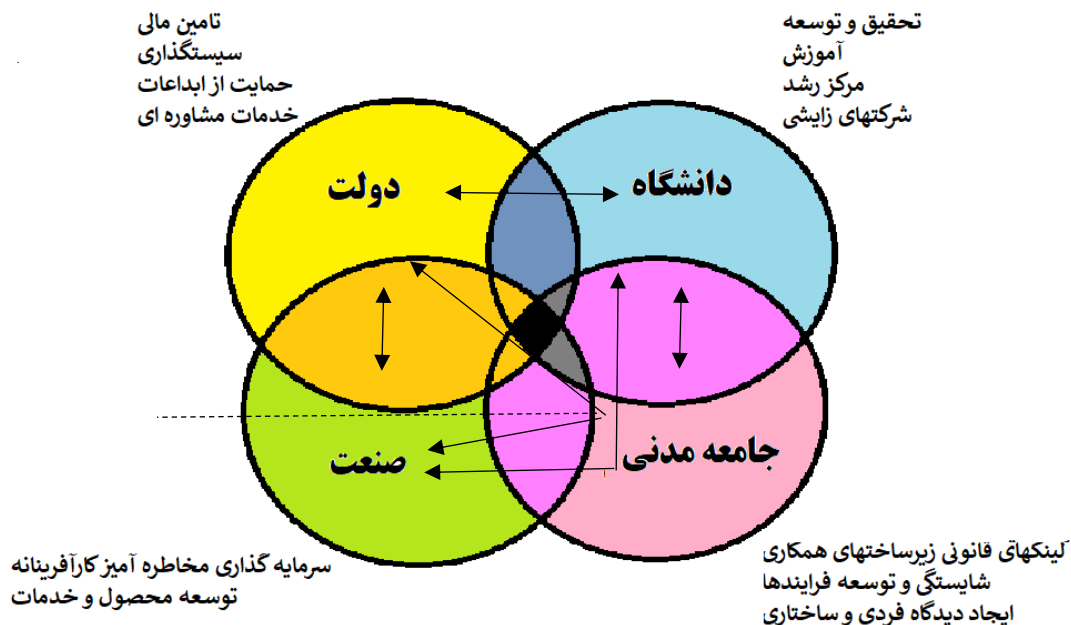 تحقیق و توسعه
آموزش
مرکز رشد
شرکتهای زایشی
تامین مالی
سیستگذاری
حمایت از ابداعات
خدمات مشاوره ای
دانشگاه
دولت
جامعه مدنی
صنعت
لینکهای قانونی زیرساختهای همکاری
شایستگی و توسعه فرایندها
ایجاد دیدگاه فردی و ساختاری
سرمایه گذاری مخاطره آمیز کارآفرینانه
توسعه محصول و خدمات